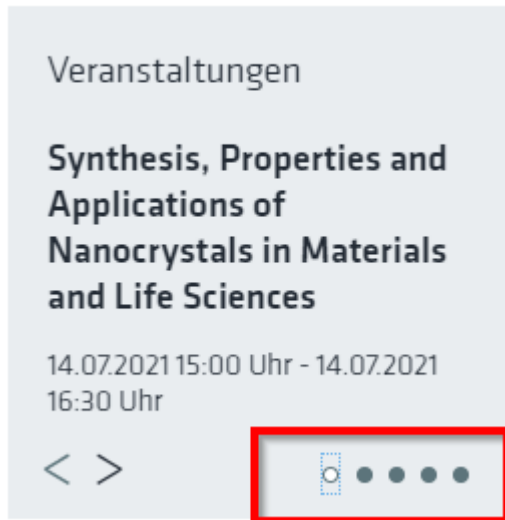 Veranstaltungen
Synthesis, Properties and
Applications of
Nanocrystals in Materials
and Life Sciences
14.07.2021 15:00 Uhr - 14.07.2021
16:30 Uhr
< >